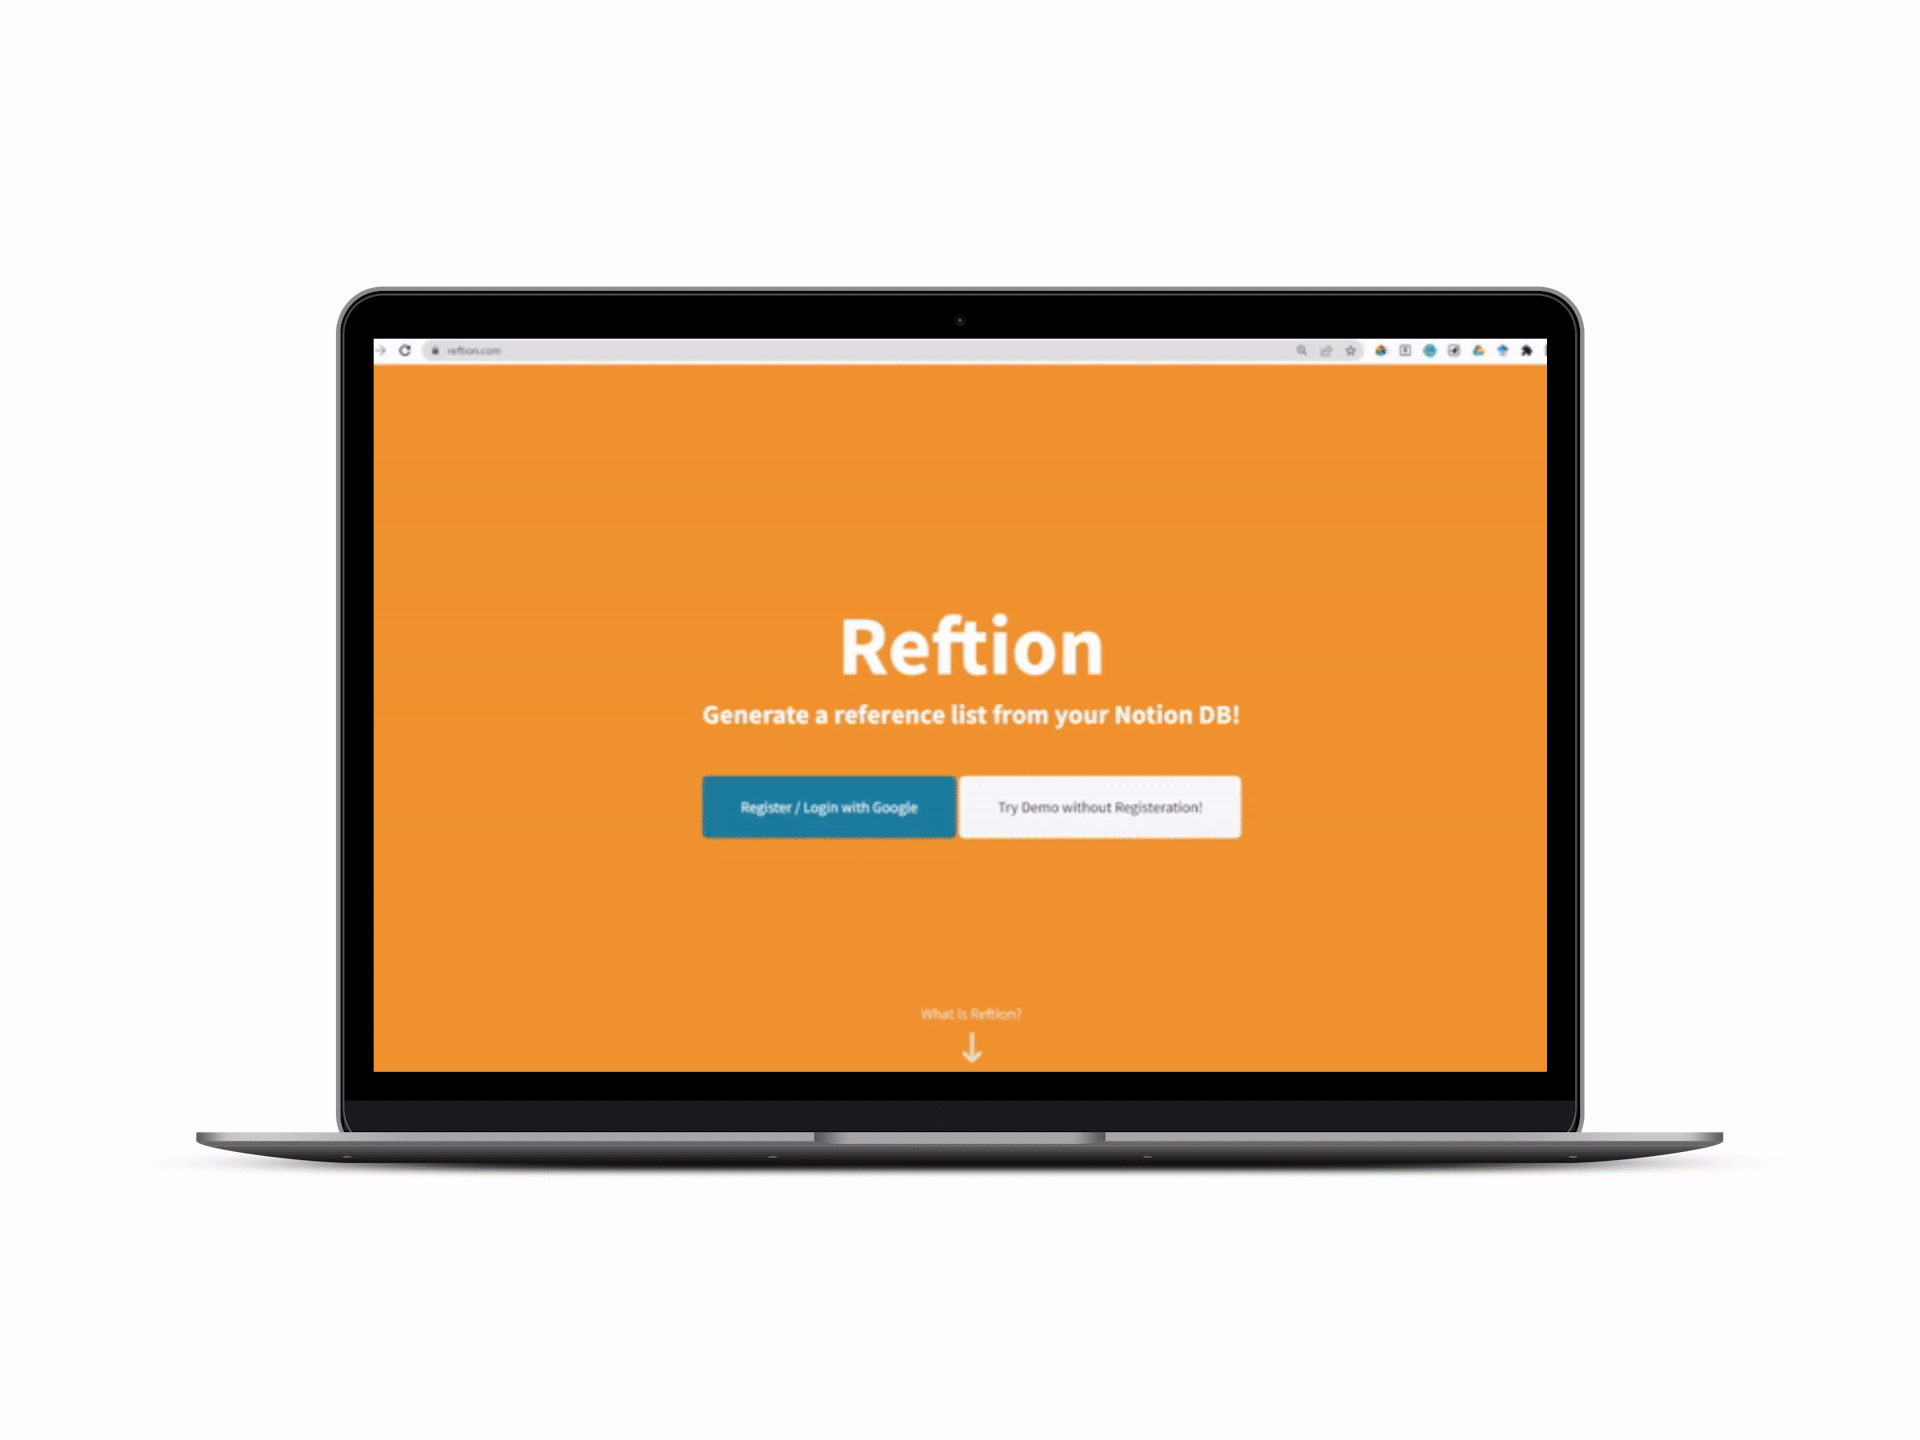 reftion.com
Reftion
Generate a reference list from your Notion DB!
Register / Login with Google
Try Demo without Registeration!
What is Reftion?